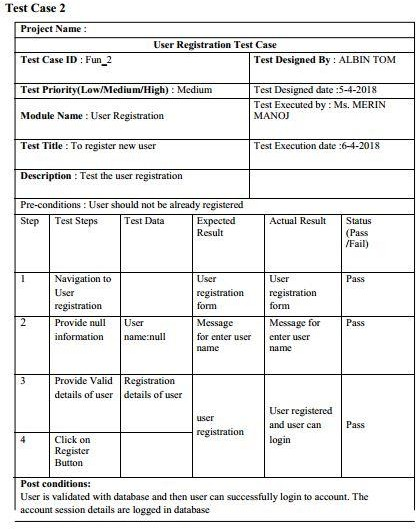 Test Case 2
Project Name :
User Registration Test Case
Test Case ID : Fun_2
Test Designed By : ALBIN TOM
Test Priority(Low/Medium/High) : Medium
Test Designed date :5-4-2018
Module Name : User Registration
Test Executed by : Ms. MERIN
MANOJ
Test Title : To register new user
Test Execution date :6-4-2018
Description : Test the user registration
Pre-conditions : User should not be already registered
Step
Test Steps
Test Data
Expected
Result
Actual Result
Status
(Pass
/Fail)
1
Navigation to
User
registration
User
registration
form
User
registration
form
Pass
2
Provide null
information
User
name:null
Message
for enter user
name
Message for
enter user
name
Pass
3
Provide Valid
details of user
Registration
details of user
user
registration
User registered
and user can
login
Pass
4
Click on
Register
Button
Post conditions:
User is validated with database and then user can successfully login to account. The
account session details are logged in database